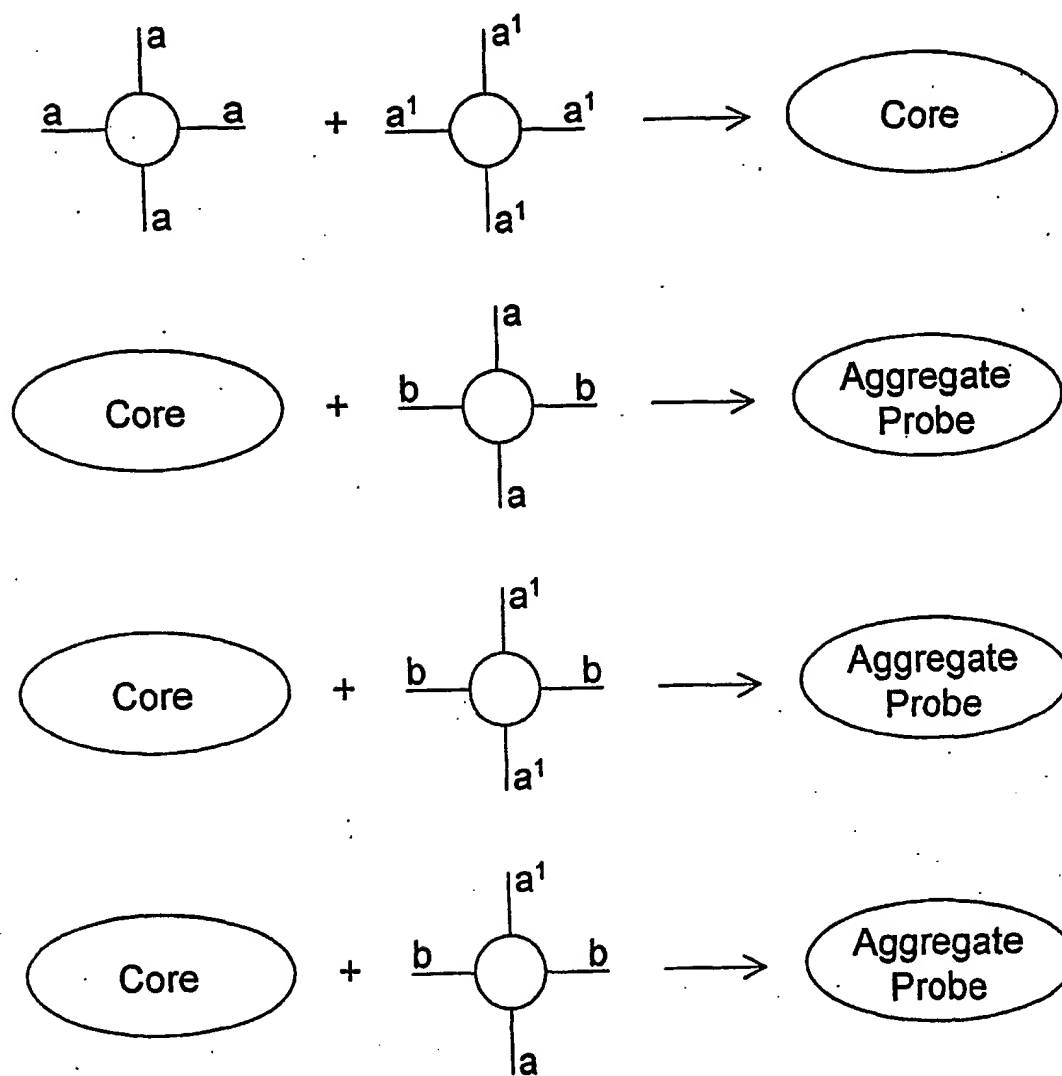 a a¹
a a + a¹ a¹ Core
a a¹
a
Core + b b Aggregate
Probe
a
a¹
Core + b b Aggregate
Probe
a¹
a¹
Core + b b Aggregate
Probe
a